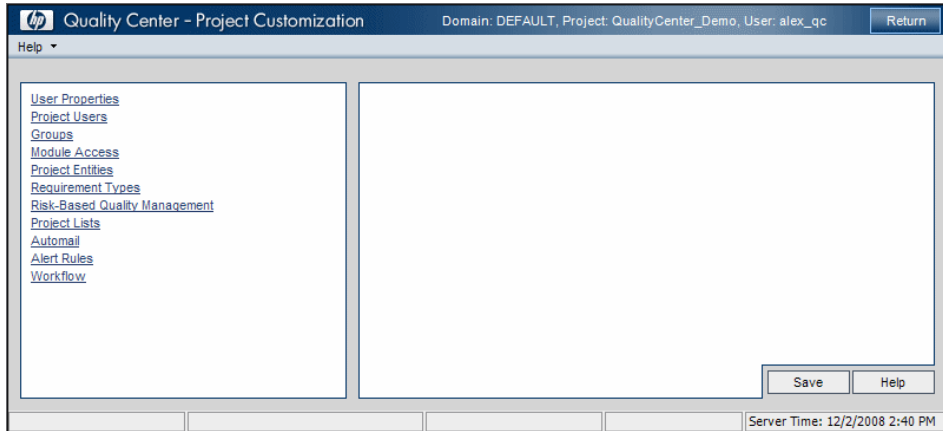 hp Quality Center - Project Customization Domain: DEFAULT, Project: QualityCenter_Demo, User: alex_qc Return
Help
User Properties
Project Users
Groups
Module Access
Project Entities
Requirement Types
Risk-Based Quality Management
Project Lists
Automail
Alert Rules
Workflow
Save Help
Server Time: 12/2/2008 2:40 PM